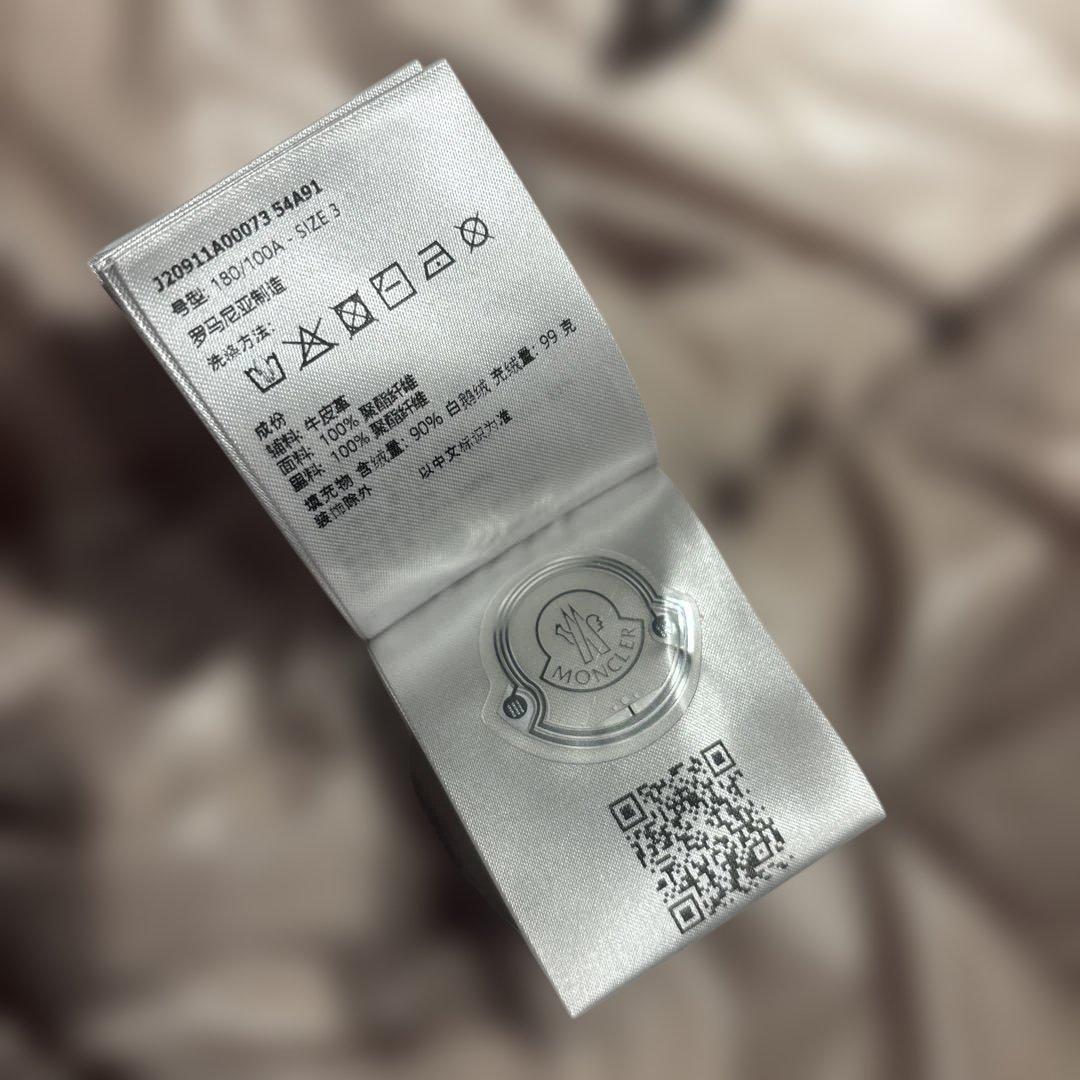 J20911A00073 54A91
号型: 180/100A - SIZE 3
罗马尼亚制造
洗涤方法:
成份
辅料: 牛皮革
面料: 100% 聚酯纤维
里料: 100% 聚酯纤维
填充物 含绒量: 90% 白鹅绒 充绒量: 99 克
装饰除外
以中文标识为准
MONCLER